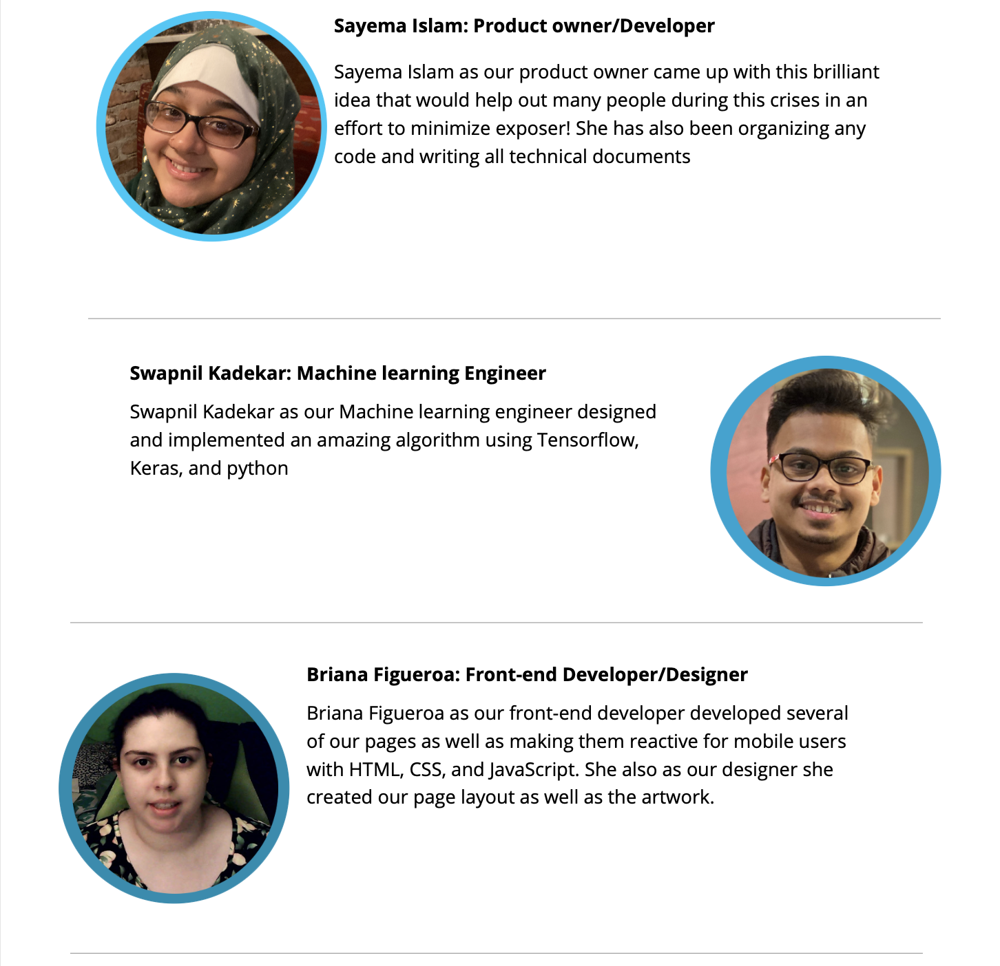 Sayema Islam: Product owner/Developer
Sayema Islam as our product owner came up with this brilliant
idea that would help out many people during this crises in an
effort to minimize exposer! She has also been organizing any
code and writing all technical documents
Swapnil Kadekar: Machine learning Engineer
Swapnil Kadekar as our Machine learning engineer designed
and implemented an amazing algorithm using Tensorflow,
Keras, and python
Briana Figueroa: Front-end Developer/Designer
Briana Figueroa as our front-end developer developed several
of our pages as well as making them reactive for mobile users
with HTML, CSS, and JavaScript. She also as our designer she
created our page layout as well as the artwork.